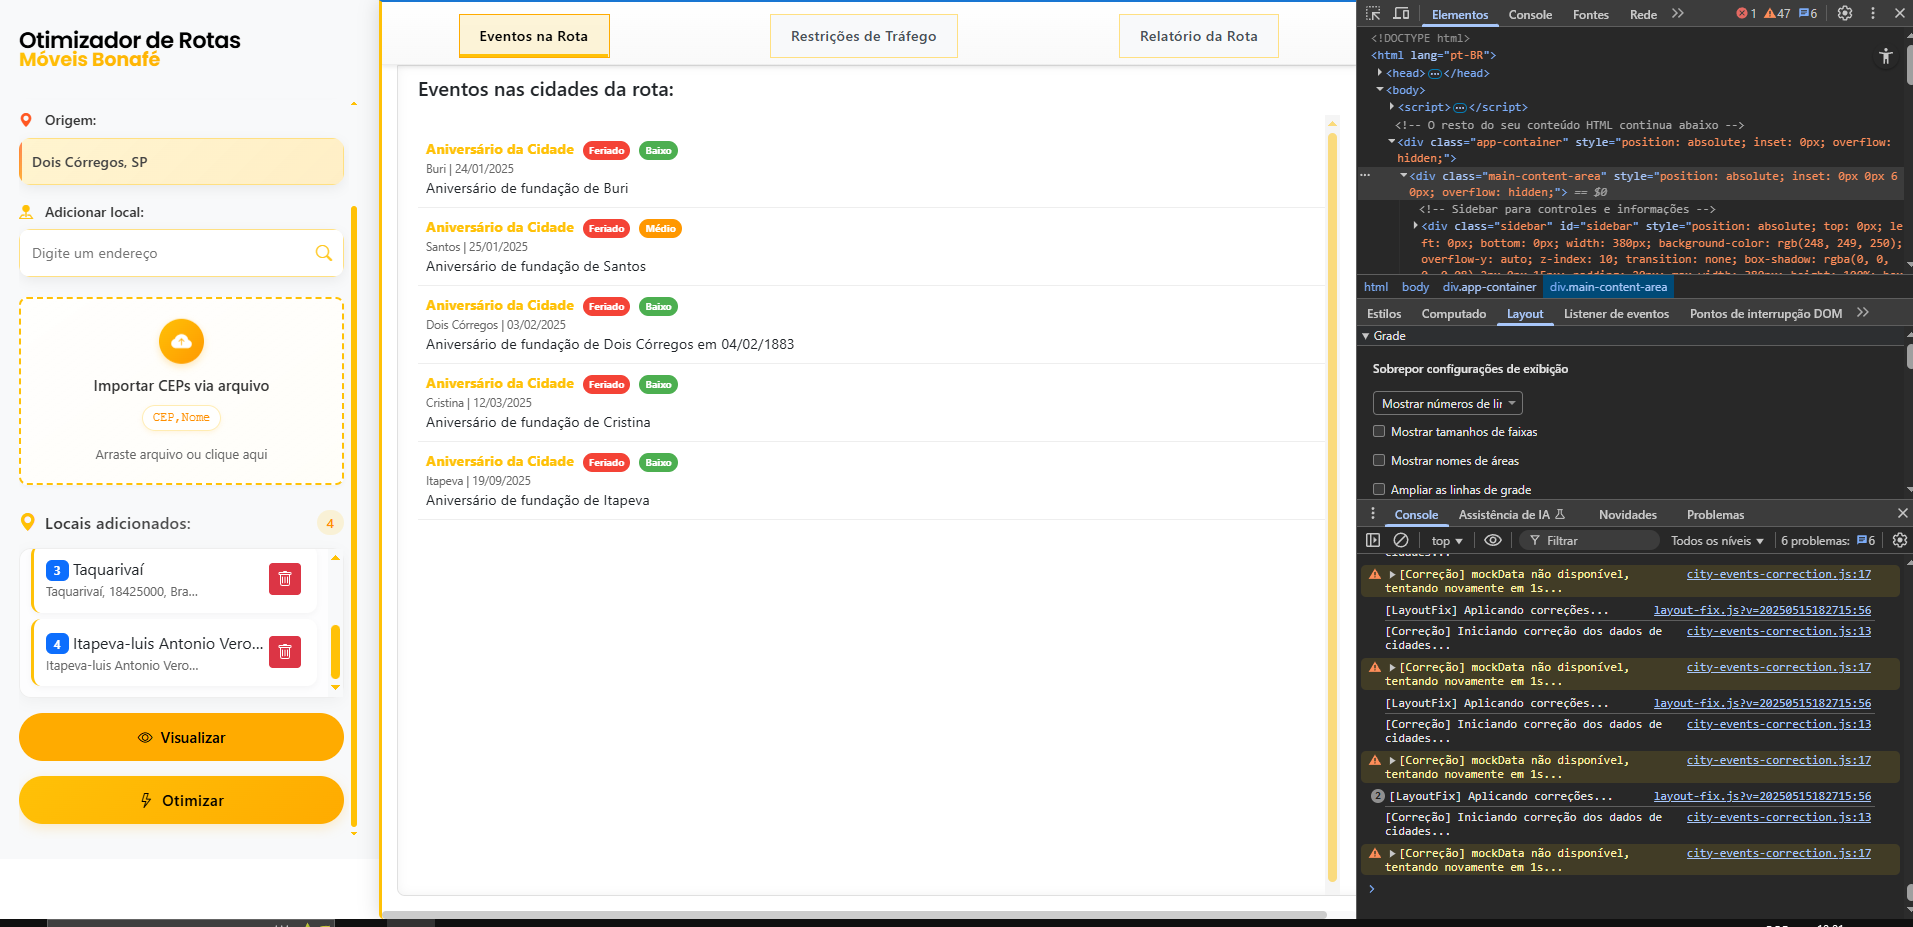 Otimizador de Rotas
Móveis Bonafé
Origem:
Dois Córregos, SP
Adicionar local:
Digite um endereço
Importar CEPs via arquivo
CEP,Nome
Arraste arquivo ou clique aqui
Locais adicionados:
4
3 Taquarivaí
Taquarivaí, 18425000, Bra...
4 Itapeva-luis Antonio Vero...
Itapeva-luis Antonio Vero...
Visualizar
Otimizar
Eventos na Rota
Restrições de Tráfego
Relatório da Rota
Eventos nas cidades da rota:
Aniversário da Cidade Feriado Baixo
Buri | 24/01/2025
Aniversário de fundação de Buri
Aniversário da Cidade Feriado Médio
Santos | 25/01/2025
Aniversário de fundação de Santos
Aniversário da Cidade Feriado Baixo
Dois Córregos | 03/02/2025
Aniversário de fundação de Dois Córregos em 04/02/1883
Aniversário da Cidade Feriado Baixo
Cristina | 12/03/2025
Aniversário de fundação de Cristina
Aniversário da Cidade Feriado Baixo
Itapeva | 19/09/2025
Aniversário de fundação de Itapeva
Elementos Console Fontes Rede 1 47 6
<!DOCTYPE html>
<html lang="pt-BR">
<head> </head>
<body>
<script> </script>
<!-- O resto do seu conteúdo HTML continua abaixo -->
<div class="app-container" style="position: absolute; inset: 0px; overflow:
hidden;">
<div class="main-content-area" style="position: absolute; inset: 0px 0px 6
0px; overflow: hidden;"> == $0
<!-- Sidebar para controles e informações -->
<div class="sidebar" id="sidebar" style="position: absolute; top: 0px; le
ft: 0px; bottom: 0px; width: 380px; background-color: rgb(248, 249, 250);
overflow-y: auto; z-index: 10; transition: none; box-shadow: rgba(0, 0,
html body div.app-container div.main-content-area
Estilos Computado Layout Listener de eventos Pontos de interrupção DOM
Grade
Sobrepor configurações de exibição
Mostrar números de lir
Mostrar tamanhos de faixas
Mostrar nomes de áreas
Ampliar as linhas de grade
Console Assistência de IA Novidades Problemas
top Filtrar Todos os níveis 6 problemas: 6
cidades...
[Correção] mockData não disponível, city-events-correction.js:17
tentando novamente em 1s...
[LayoutFix] Aplicando correções... layout-fix.js?v=20250515182715:56
[Correção] Iniciando correção dos dados de city-events-correction.js:13
cidades...
[Correção] mockData não disponível, city-events-correction.js:17
tentando novamente em 1s...
[LayoutFix] Aplicando correções... layout-fix.js?v=20250515182715:56
[Correção] Iniciando correção dos dados de city-events-correction.js:13
cidades...
[Correção] mockData não disponível, city-events-correction.js:17
tentando novamente em 1s...
2 [LayoutFix] Aplicando correções... layout-fix.js?v=20250515182715:56
[Correção] Iniciando correção dos dados de city-events-correction.js:13
cidades...
[Correção] mockData não disponível, city-events-correction.js:17
tentando novamente em 1s...